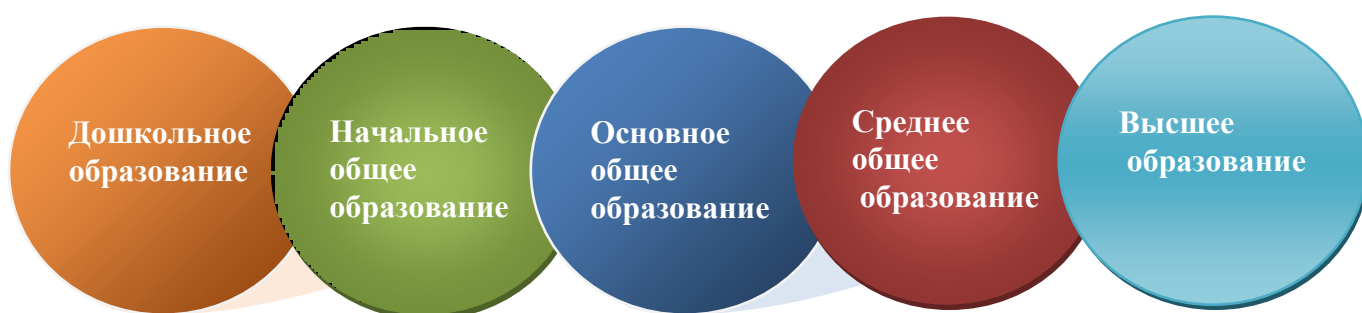 Дошкольное
образование
Начальное
общее
образование
Основное
общее
образование
Среднее
общее
образование
Высшее
образование